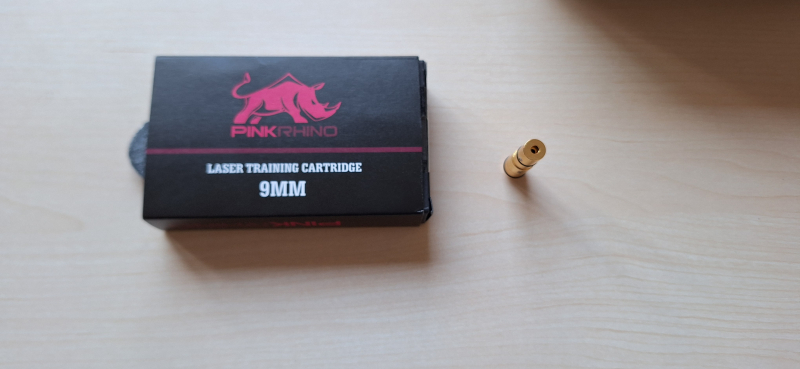 PINKRHINO
LASER TRAINING CARTRIDGE
9MM